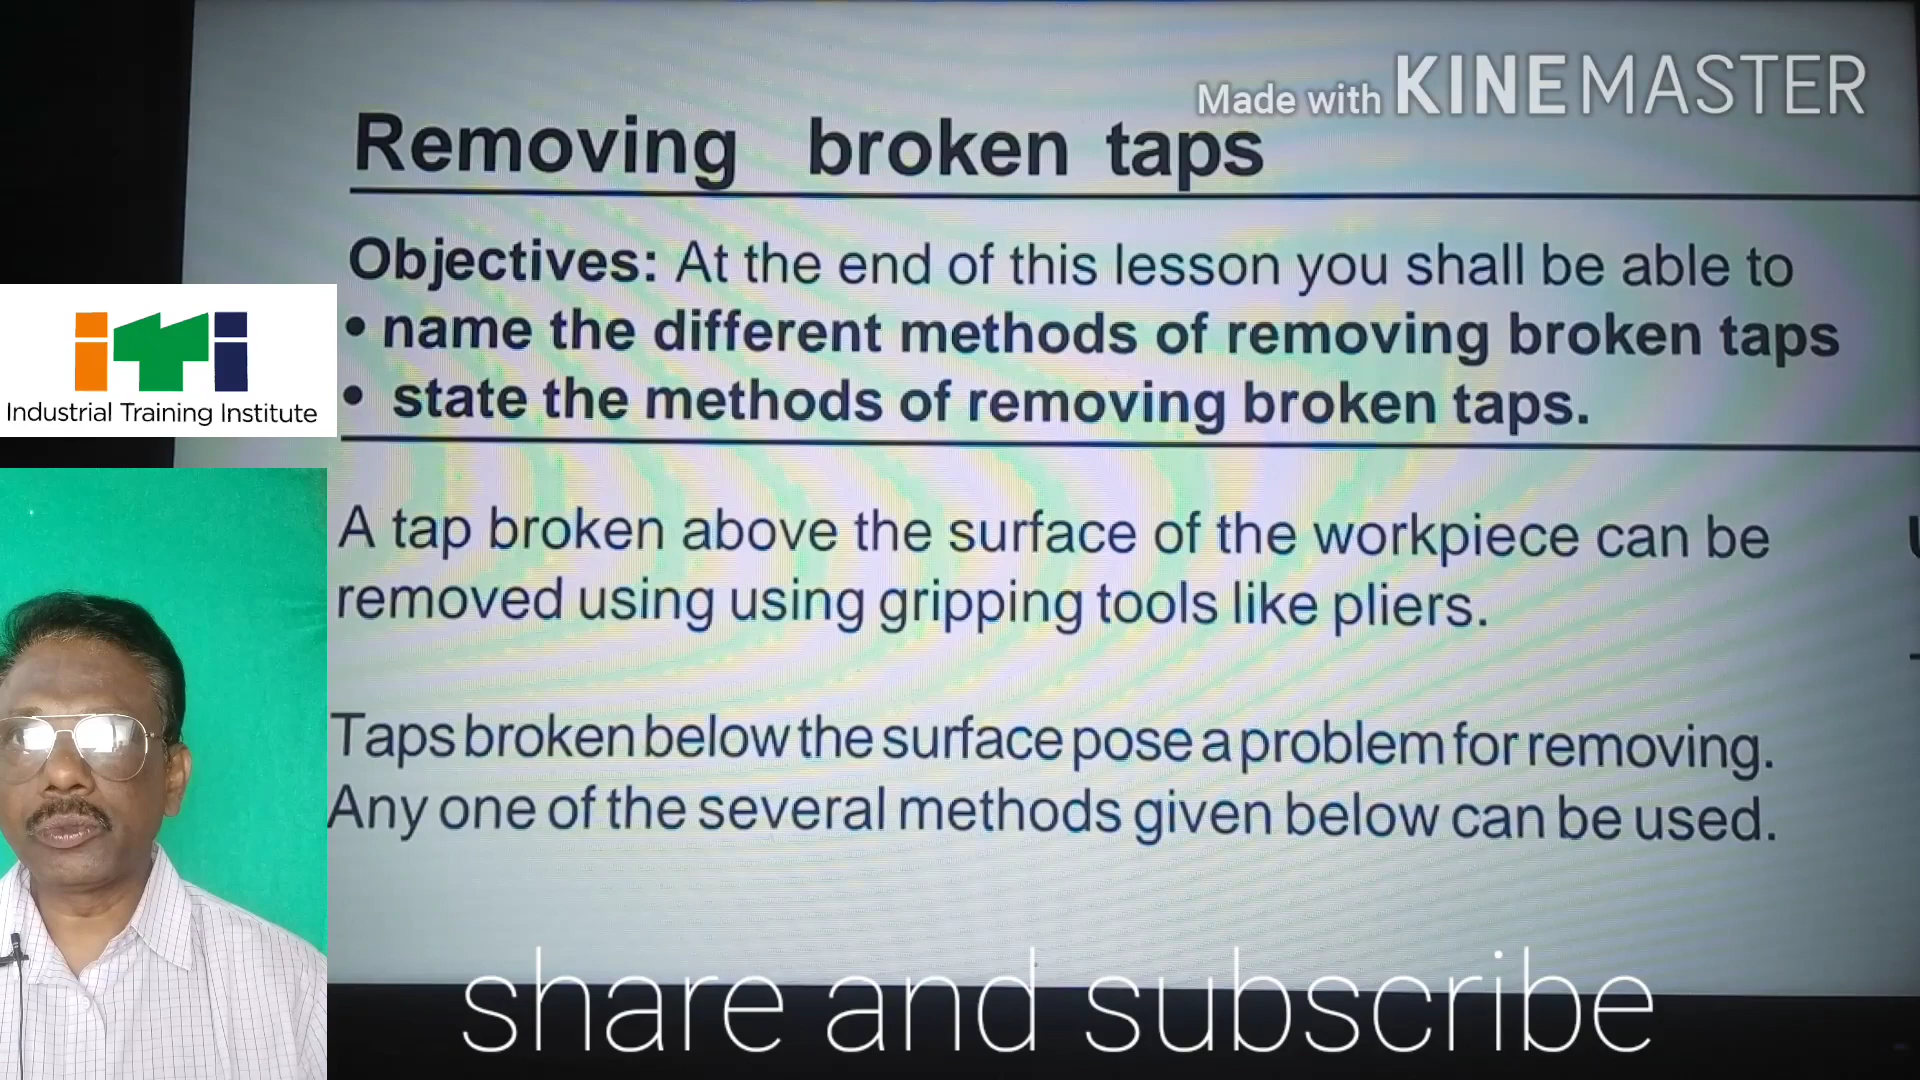 Made with KINEMASTER
Removing broken taps
Objectives: At the end of this lesson you shall be able to
• name the different methods of removing broken taps
• state the methods of removing broken taps.
iTi
Industrial Training Institute
A tap broken above the surface of the workpiece can be
removed using using gripping tools like pliers.
Taps broken below the surface pose a problem for removing.
Any one of the several methods given below can be used.
share and subscribe